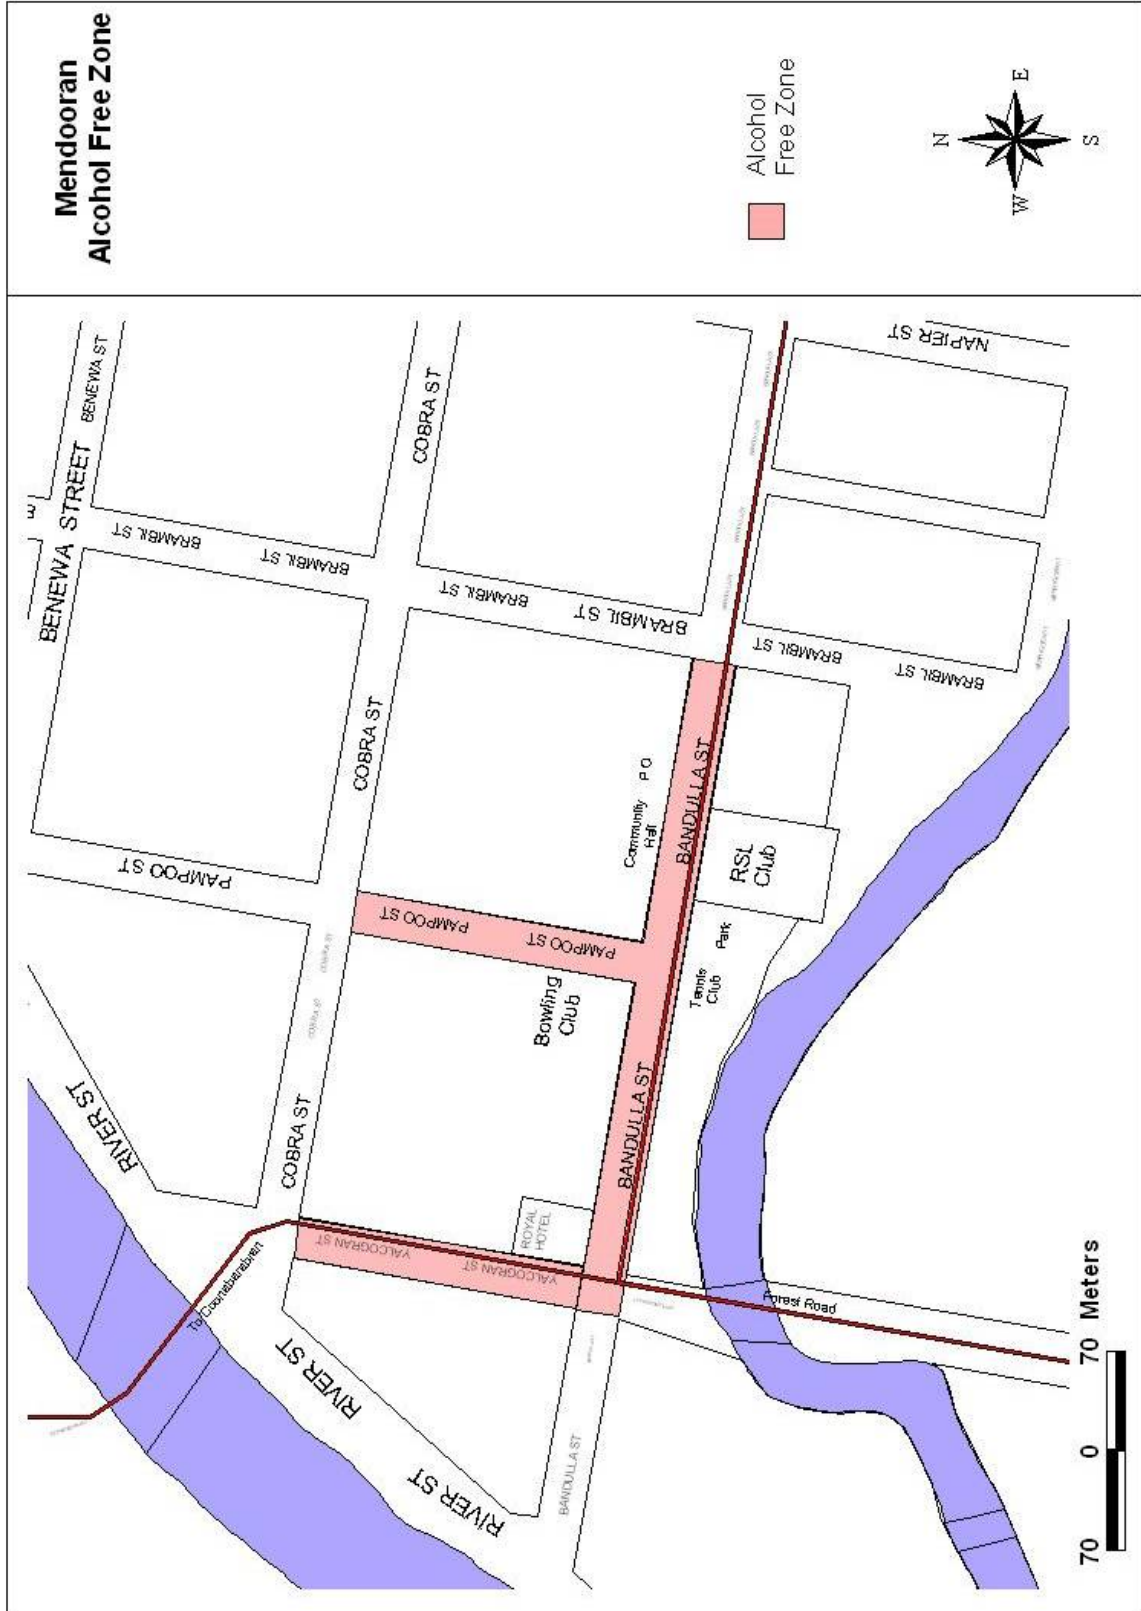 Mendooran
Alcohol Free Zone
Alcohol
Free Zone
N
E
S
W
BENEWA ST
BENEWA STREET
B
BRAMBIL ST
BRAMBIL ST
BRAMBIL ST
BRAMBIL ST
BRAMBIL ST
BRAMBIL ST
COBRA ST
COBRA ST
COBRA ST
COBRA ST
COBRA ST
NAPIER ST
PAMPOO ST
PAMPOO ST
PAMPOO ST
Community
Hall
P O
BANDULLA ST
RSL
Club
Park
Tennis
Club
Bowling
Club
BANDULLA ST
ROYAL
HOTEL
YALCOGRAN ST
YALCOGRAN ST
RIVER ST
To Coonabarabran
RIVER ST
RIVER ST
BANDULLA ST
Forest Road
70 0 70 Meters